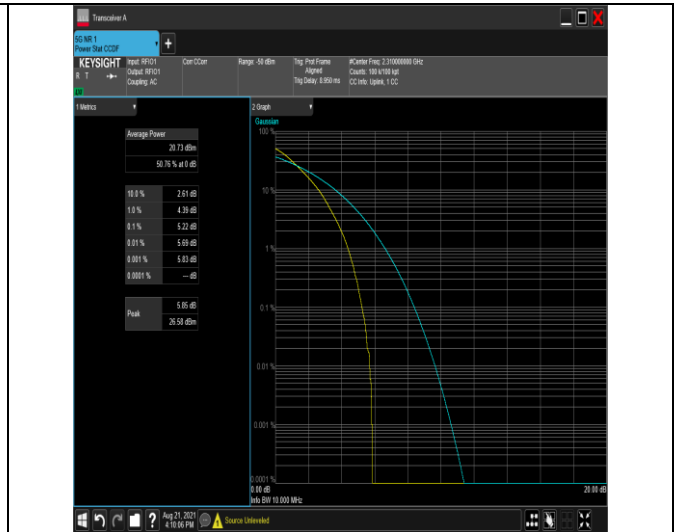 Transceiver A
5G NR 1
Power Stat CCDF
KEYSIGHT
R T
Input: RFIO1
Output: RFIO1
Coupling: AC
Corr CCorr
Range: -50 dBm
Trig: Prot Frame
Aligned
Trig Delay: 0.950 ms
#Center Freq: 2.310000000 GHz
Counts: 100 k/100 kpt
CC Info: Uplink, 1 CC
1 Metrics
2 Graph
Average Power
20.73 dBm
50.76 % at 0 dB
10.0 % 2.61 dB
1.0 % 4.39 dB
0.1 % 5.22 dB
0.01 % 5.69 dB
0.001 % 5.83 dB
0.0001 % --- dB
Peak
5.85 dB
26.58 dBm
Gaussian
100 %
10 %
1 %
0.1 %
0.01 %
0.001 %
0.0001 %
0.00 dB
20.00 dB
Info BW 10.000 MHz
Aug 21, 2021
4:10:06 PM
Source Unleveled